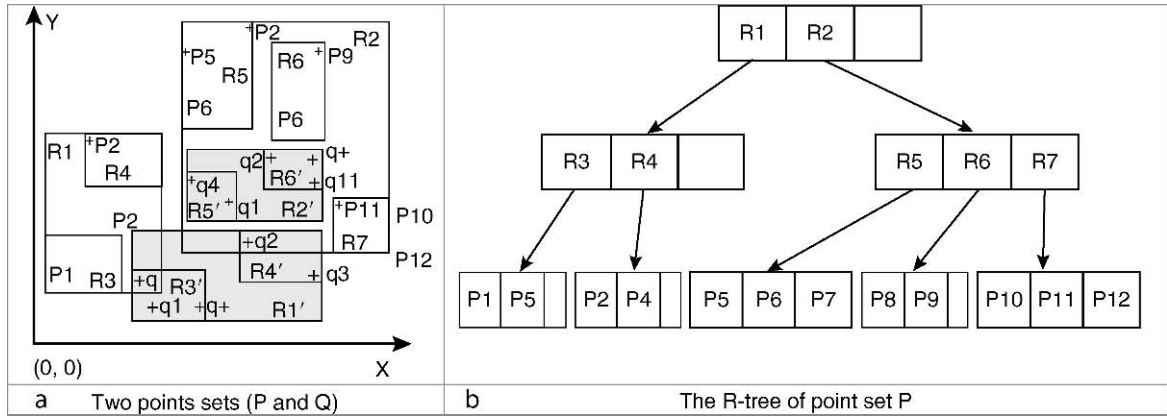 Y
P2
R2
P5
R5
R6
P9
P6
P6
R1
P2
R4
q2
q+
R6′
q11
q4
R5′
q1
R2′
P11
P10
R7
P12
P2
P1
R3
q2
R4′
q3
q
R3′
q1
q+
R1′
(0, 0)
X
R1 R2
R3 R4
R5 R6 R7
P1 P5
P2 P4
P5 P6 P7
P8 P9
P10 P11 P12
a Two points sets (P and Q)
b The R-tree of point set P